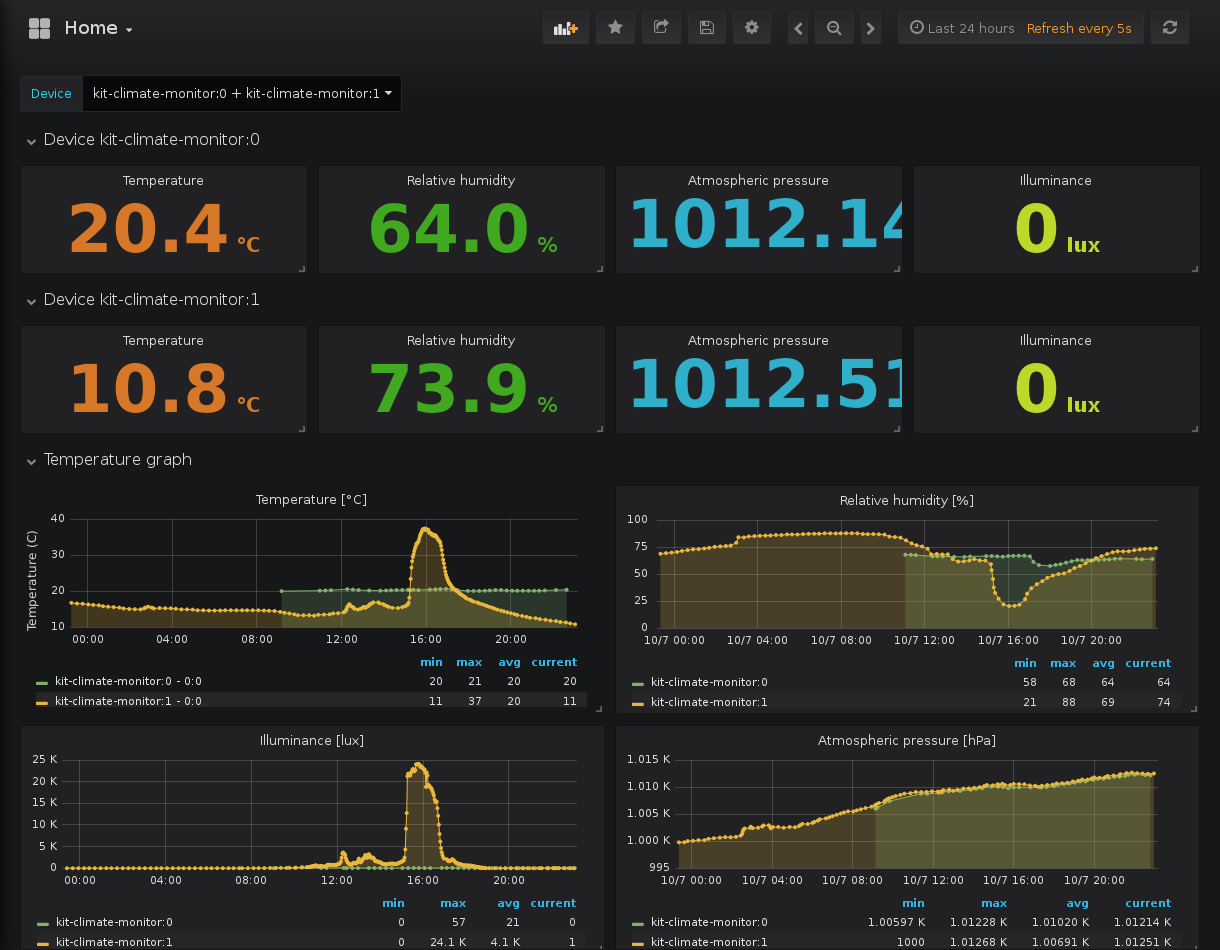 Home
Last 24 hours Refresh every 5s
Device kit-climate-monitor:0 + kit-climate-monitor:1
Device kit-climate-monitor:0
Temperature Relative humidity Atmospheric pressure Illuminance
20.4 °C 64.0 % 1012.14 0 lux
Device kit-climate-monitor:1
Temperature Relative humidity Atmospheric pressure Illuminance
10.8 °C 73.9 % 1012.51 0 lux
Temperature graph
Temperature [°C]
Temperature (C)
40
30
20
10
00:00 04:00 08:00 12:00 16:00 20:00
min max avg current
kit-climate-monitor:0 - 0:0 20 21 20 20
kit-climate-monitor:1 - 0:0 11 37 20 11
Relative humidity [%]
100
75
50
25
0
10/7 00:00 10/7 04:00 10/7 08:00 10/7 12:00 10/7 16:00 10/7 20:00
min max avg current
kit-climate-monitor:0 58 68 64 64
kit-climate-monitor:1 21 88 69 74
Illuminance [lux]
25 K
20 K
15 K
10 K
5 K
0
00:00 04:00 08:00 12:00 16:00 20:00
min max avg current
kit-climate-monitor:0 0 57 21 0
kit-climate-monitor:1 0 24.1 K 4.1 K 1
Atmospheric pressure [hPa]
1.015 K
1.010 K
1.005 K
1.000 K
995
10/7 00:00 10/7 04:00 10/7 08:00 10/7 12:00 10/7 16:00 10/7 20:00
min max avg current
kit-climate-monitor:0 1.00597 K 1.01228 K 1.01020 K 1.01214 K
kit-climate-monitor:1 1000 1.01268 K 1.00691 K 1.01251 K